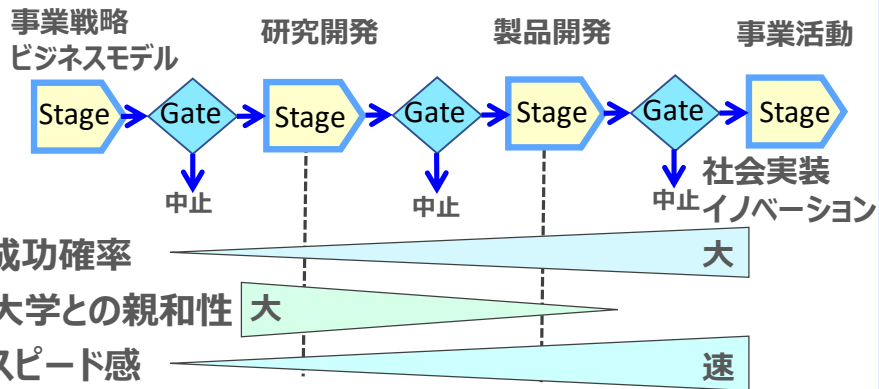 事業戦略
ビジネスモデル
研究開発
製品開発
事業活動
Stage
Gate
Stage
Gate
Stage
Gate
Stage
中止
中止
中止
社会実装
イノベーション
成功確率
大
大学との親和性
大
スピード感
速